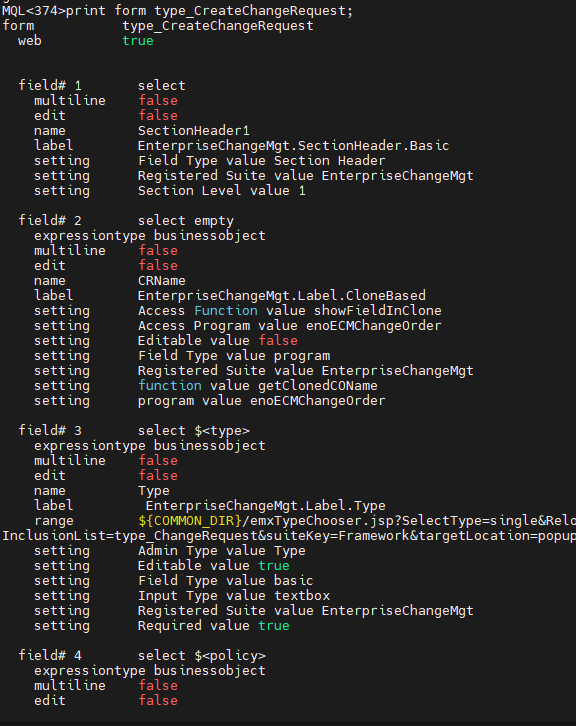 MQL<374>print form type_CreateChangeRequest;
form type_CreateChangeRequest
web true
field# 1 select
multiline false
edit false
name SectionHeader1
label EnterpriseChangeMgt.SectionHeader.Basic
setting Field Type value Section Header
setting Registered Suite value EnterpriseChangeMgt
setting Section Level value 1
field# 2 select empty
expressiontype businessobject
multiline false
edit false
name CRName
label EnterpriseChangeMgt.Label.CloneBased
setting Access Function value showFieldInClone
setting Access Program value enoECMChangeOrder
setting Editable value false
setting Field Type value program
setting Registered Suite value EnterpriseChangeMgt
setting function value getClonedCOName
setting program value enoECMChangeOrder
field# 3 select $<type>
expressiontype businessobject
multiline false
edit false
name Type
label EnterpriseChangeMgt.Label.Type
range ${COMMON_DIR}/emxTypeChooser.jsp?SelectType=single&Relo
InclusionList=type_ChangeRequest&suiteKey=Framework&targetLocation=popup
setting Admin Type value Type
setting Editable value true
setting Field Type value basic
setting Input Type value textbox
setting Registered Suite value EnterpriseChangeMgt
setting Required value true
field# 4 select $<policy>
expressiontype businessobject
multiline false
edit false